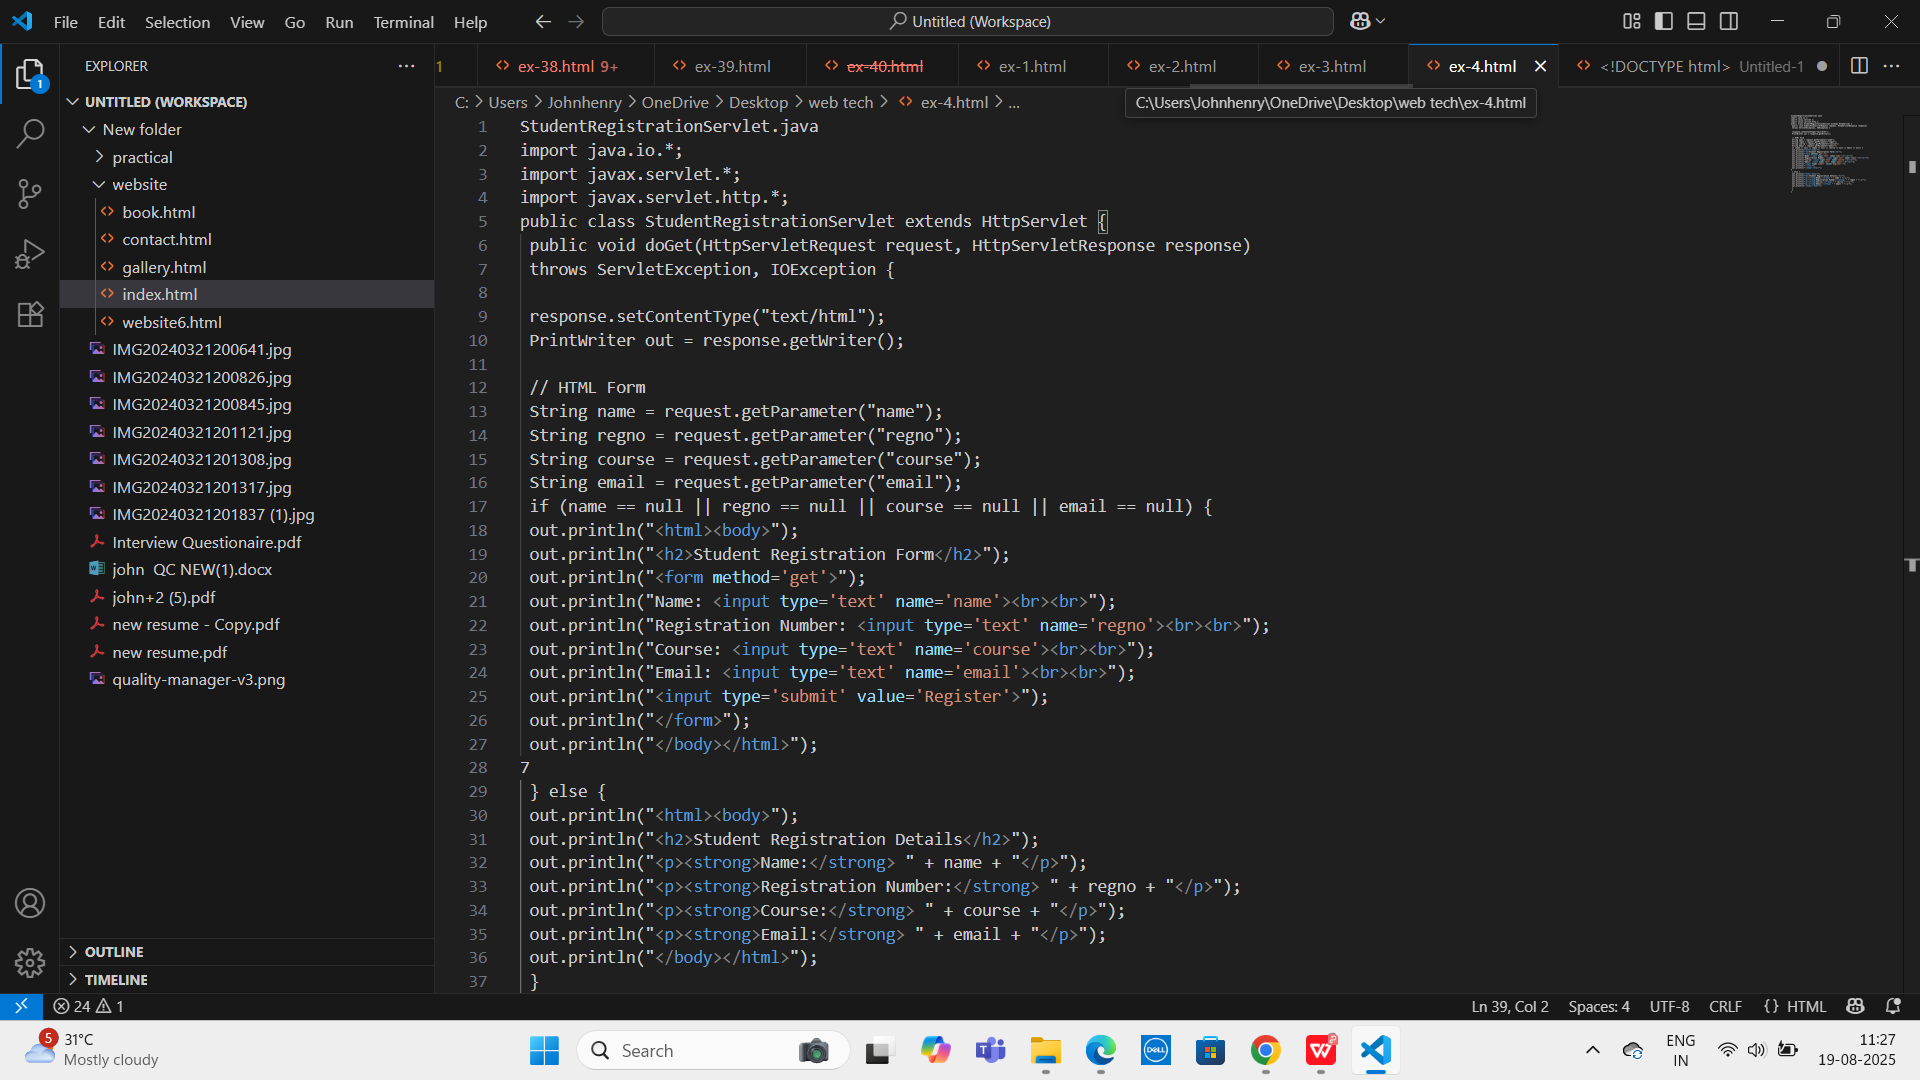 File Edit Selection View Go Run Terminal Help
Untitled (Workspace)
EXPLORER
1
ex-38.html 9+
ex-39.html
ex-40.html
ex-1.html
ex-2.html
ex-3.html
ex-4.html
<!DOCTYPE html> Untitled-1
UNTITLED (WORKSPACE)
New folder
practical
website
book.html
contact.html
gallery.html
index.html
website6.html
IMG20240321200641.jpg
IMG20240321200826.jpg
IMG20240321200845.jpg
IMG20240321201121.jpg
IMG20240321201308.jpg
IMG20240321201317.jpg
IMG20240321201837 (1).jpg
Interview Questionaire.pdf
john QC NEW(1).docx
john+2 (5).pdf
new resume - Copy.pdf
new resume.pdf
quality-manager-v3.png
OUTLINE
TIMELINE
C: > Users > Johnhenry > OneDrive > Desktop > web tech > ex-4.html > ...
C:\Users\Johnhenry\OneDrive\Desktop\web tech\ex-4.html
1 StudentRegistrationServlet.java
2 import java.io.*;
3 import javax.servlet.*;
4 import javax.servlet.http.*;
5 public class StudentRegistrationServlet extends HttpServlet {
6 public void doGet(HttpServletRequest request, HttpServletResponse response)
7 throws ServletException, IOException {
8
9 response.setContentType("text/html");
10 PrintWriter out = response.getWriter();
11
12 // HTML Form
13 String name = request.getParameter("name");
14 String regno = request.getParameter("regno");
15 String course = request.getParameter("course");
16 String email = request.getParameter("email");
17 if (name == null || regno == null || course == null || email == null) {
18 out.println("<html><body>");
19 out.println("<h2>Student Registration Form</h2>");
20 out.println("<form method='get'>");
21 out.println("Name: <input type='text' name='name'><br><br>");
22 out.println("Registration Number: <input type='text' name='regno'><br><br>");
23 out.println("Course: <input type='text' name='course'><br><br>");
24 out.println("Email: <input type='text' name='email'><br><br>");
25 out.println("<input type='submit' value='Register'>");
26 out.println("</form>");
27 out.println("</body></html>");
28 7
29 } else {
30 out.println("<html><body>");
31 out.println("<h2>Student Registration Details</h2>");
32 out.println("<p><strong>Name:</strong> " + name + "</p>");
33 out.println("<p><strong>Registration Number:</strong> " + regno + "</p>");
34 out.println("<p><strong>Course:</strong> " + course + "</p>");
35 out.println("<p><strong>Email:</strong> " + email + "</p>");
36 out.println("</body></html>");
37 }
1
24 1
Ln 39, Col 2 Spaces: 4 UTF-8 CRLF {} HTML
5
31°C
Mostly cloudy
Search
DELL
ENG
IN
11:27
19-08-2025